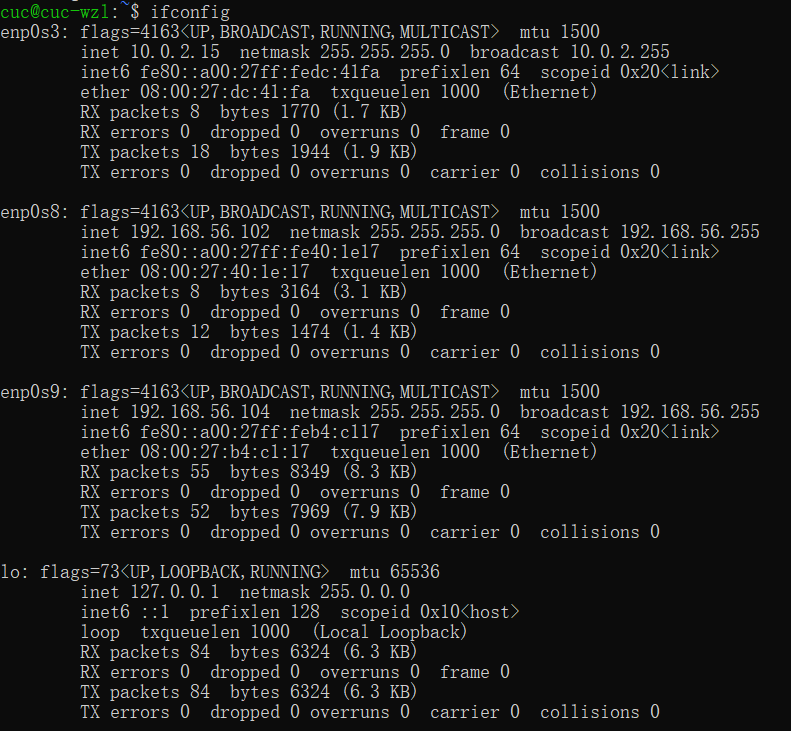 cuc@cuc-wzl:~$ ifconfig
enp0s3: flags=4163<UP,BROADCAST,RUNNING,MULTICAST>  mtu 1500
        inet 10.0.2.15  netmask 255.255.255.0  broadcast 10.0.2.255
        inet6 fe80::a00:27ff:fedc:41fa  prefixlen 64  scopeid 0x20<link>
        ether 08:00:27:dc:41:fa  txqueuelen 1000  (Ethernet)
        RX packets 8  bytes 1770 (1.7 KB)
        RX errors 0  dropped 0  overruns 0  frame 0
        TX packets 18  bytes 1944 (1.9 KB)
        TX errors 0  dropped 0 overruns 0  carrier 0  collisions 0

enp0s8: flags=4163<UP,BROADCAST,RUNNING,MULTICAST>  mtu 1500
        inet 192.168.56.102  netmask 255.255.255.0  broadcast 192.168.56.255
        inet6 fe80::a00:27ff:fe40:1e17  prefixlen 64  scopeid 0x20<link>
        ether 08:00:27:40:1e:17  txqueuelen 1000  (Ethernet)
        RX packets 8  bytes 3164 (3.1 KB)
        RX errors 0  dropped 0  overruns 0  frame 0
        TX packets 12  bytes 1474 (1.4 KB)
        TX errors 0  dropped 0 overruns 0  carrier 0  collisions 0

enp0s9: flags=4163<UP,BROADCAST,RUNNING,MULTICAST>  mtu 1500
        inet 192.168.56.104  netmask 255.255.255.0  broadcast 192.168.56.255
        inet6 fe80::a00:27ff:feb4:c117  prefixlen 64  scopeid 0x20<link>
        ether 08:00:27:b4:c1:17  txqueuelen 1000  (Ethernet)
        RX packets 55  bytes 8349 (8.3 KB)
        RX errors 0  dropped 0  overruns 0  frame 0
        TX packets 52  bytes 7969 (7.9 KB)
        TX errors 0  dropped 0 overruns 0  carrier 0  collisions 0

lo: flags=73<UP,LOOPBACK,RUNNING>  mtu 65536
        inet 127.0.0.1  netmask 255.0.0.0
        inet6 ::1  prefixlen 128  scopeid 0x10<host>
        loop  txqueuelen 1000  (Local Loopback)
        RX packets 84  bytes 6324 (6.3 KB)
        RX errors 0  dropped 0  overruns 0  frame 0
        TX packets 84  bytes 6324 (6.3 KB)
        TX errors 0  dropped 0 overruns 0  carrier 0  collisions 0